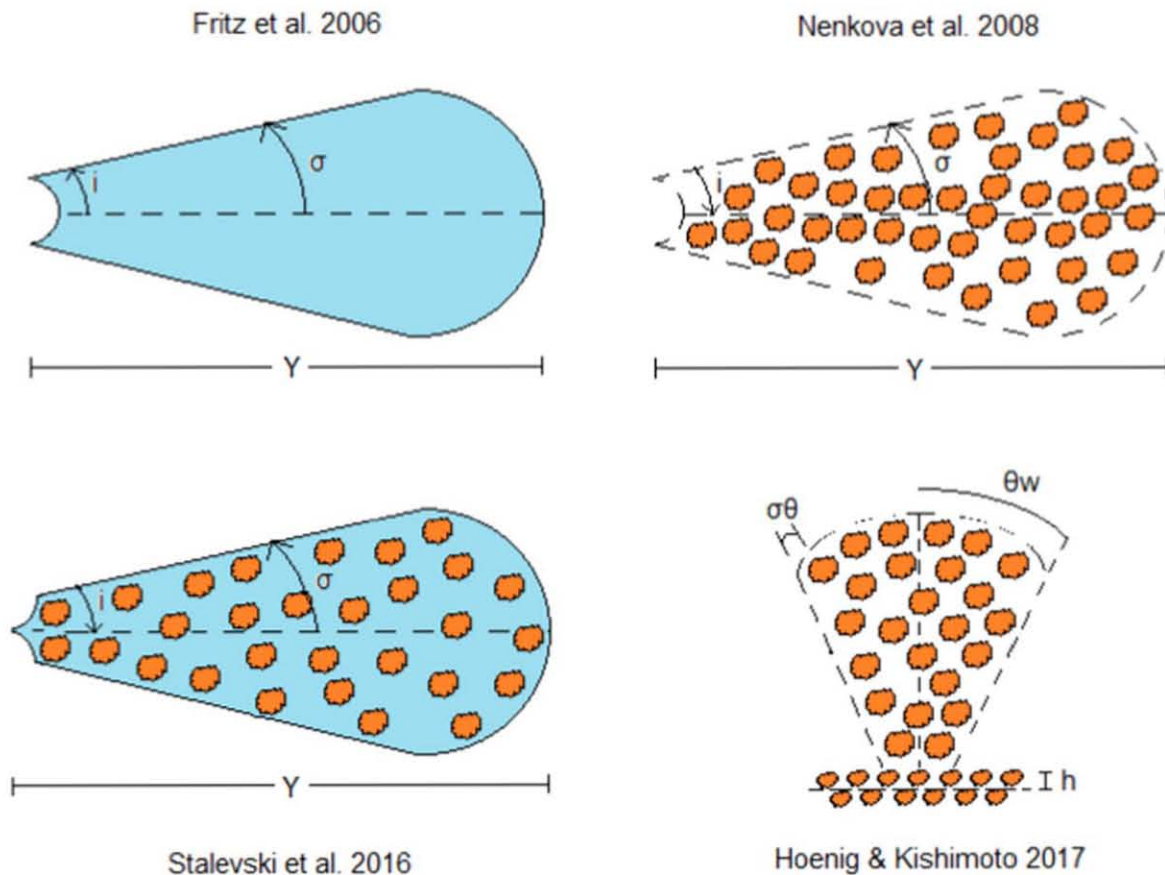 Fritz et al. 2006
Nenkova et al. 2008
i
σ
Y
i
σ
Y
i
σ
Y
σθ
θw
h
Stalevski et al. 2016
Hoenig & Kishimoto 2017